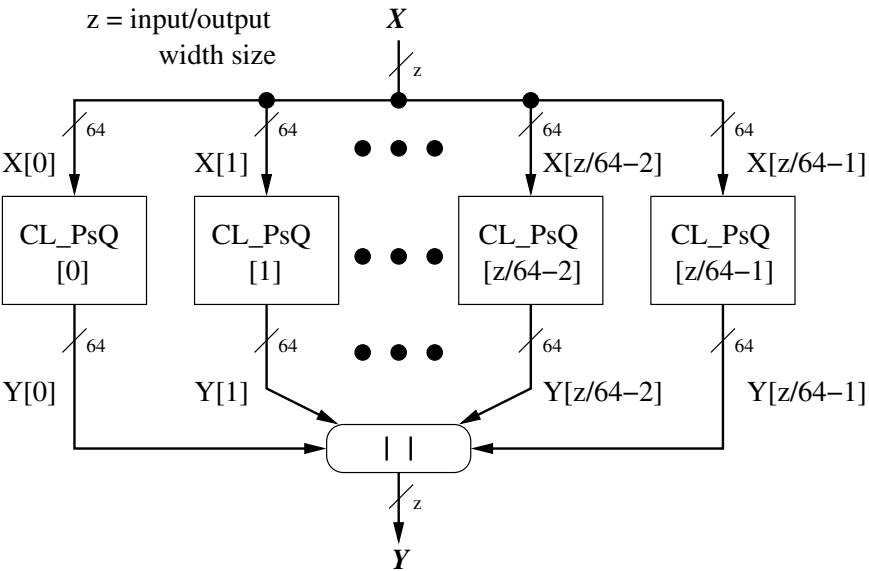 z = input/output
width size
X
z
64 64 64 64
X[0] X[1] X[z/64−2] X[z/64−1]
CL_PsQ CL_PsQ CL_PsQ CL_PsQ
[0] [1] [z/64−2] [z/64−1]
64 64 64 64
Y[0] Y[1] Y[z/64−2] Y[z/64−1]
| |
z
Y